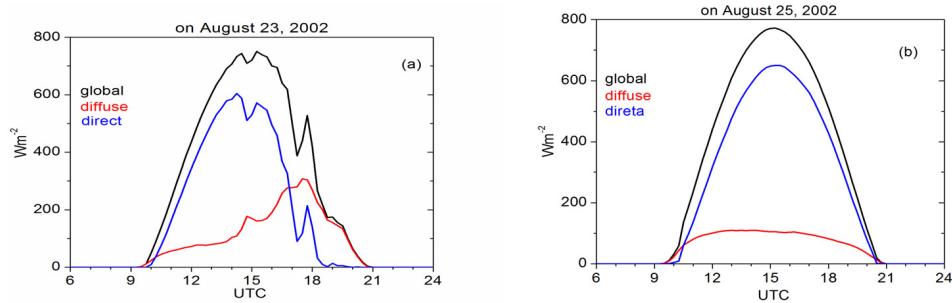 on August 23, 2002
800
600
400
200
0
Wm-2
(a)
global
diffuse
direct
6 9 12 15 18 21 24
UTC
on August 25, 2002
800
600
400
200
0
Wm-2
(b)
global
diffuse
direta
6 9 12 15 18 21 24
UTC